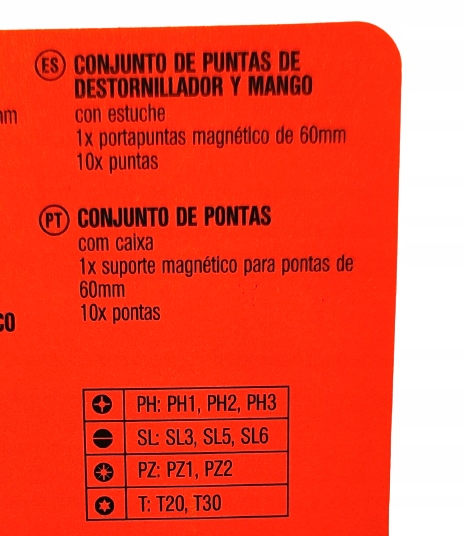 mm
ES CONJUNTO DE PUNTAS DE
DESTORNILLADOR Y MANGO
con estuche
1x portapuntas magnético de 60mm
10x puntas
PT CONJUNTO DE PONTAS
com caixa
1x suporte magnético para pontas de
60mm
10x pontas
CO
PH: PH1, PH2, PH3
SL: SL3, SL5, SL6
PZ: PZ1, PZ2
T: T20, T30